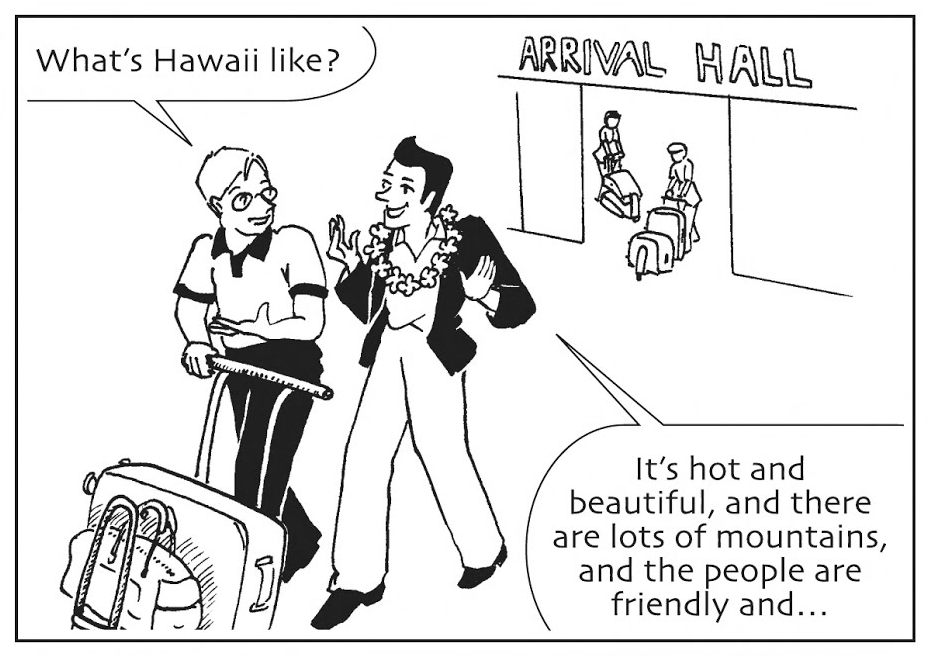 What's Hawaii like?
ARRIVAL HALL
It's hot and
beautiful, and there
are lots of mountains,
and the people are
friendly and...